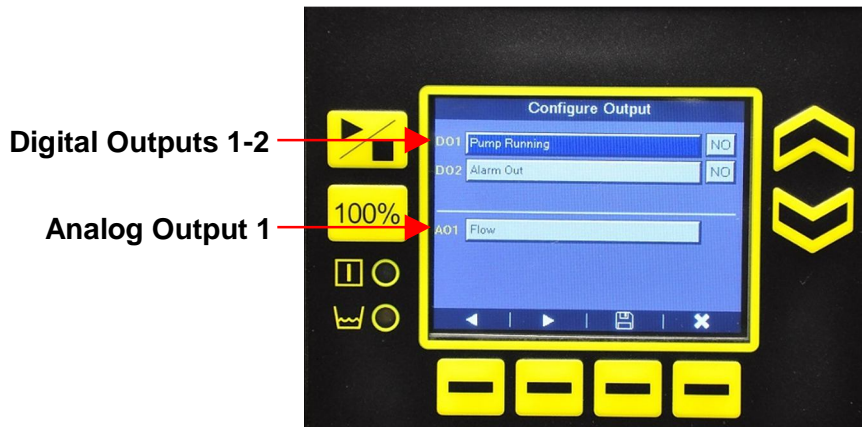 Configure Output
Digital Outputs 1-2
DO1 Pump Running NO
DO2 Alarm Out NO
100%
Analog Output 1
AO1 Flow